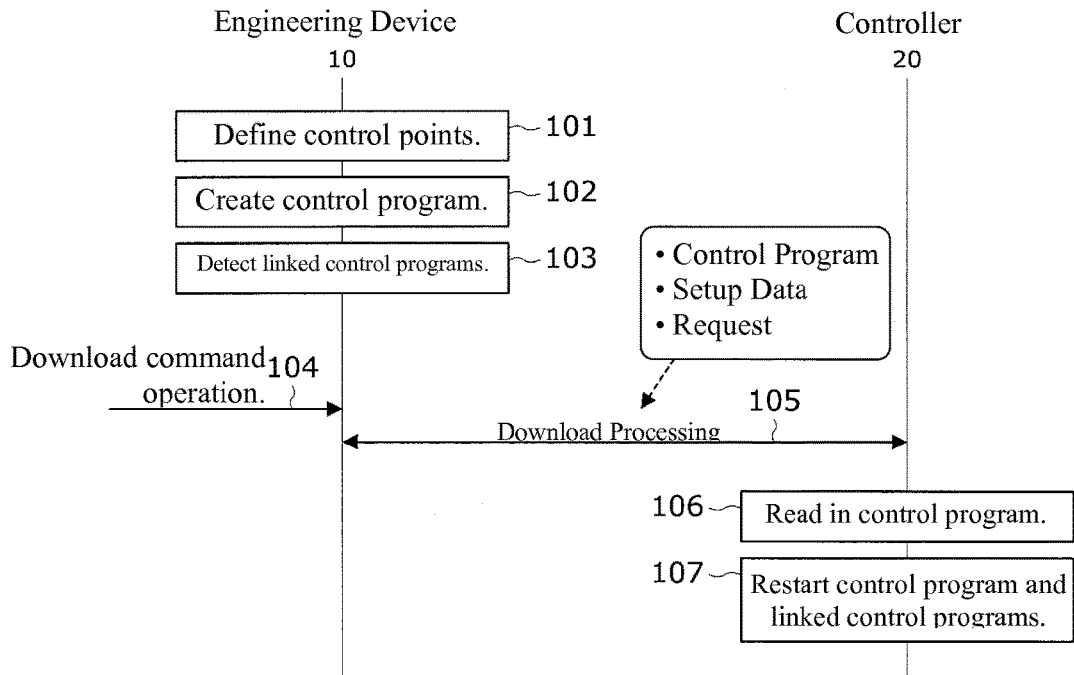 Engineering Device
10
Controller
20
Define control points.
101
Create control program.
102
Detect linked control programs.
103
• Control Program
• Setup Data
• Request
Download command
operation.
104
105
Download Processing
106
Read in control program.
107
Restart control program and
linked control programs.